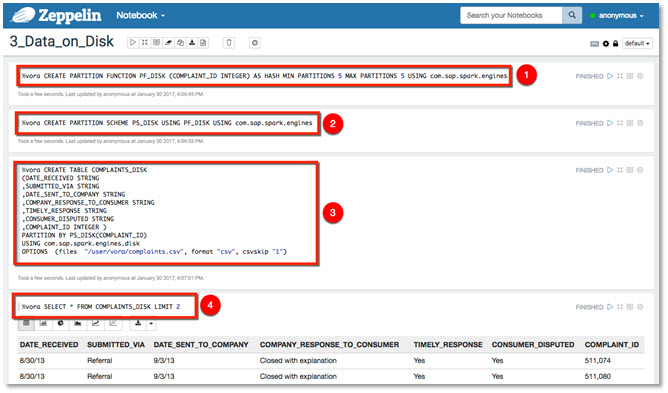 Zeppelin Notebook Search your Notebooks anonymous
3_Data_on_Disk default
%vora CREATE PARTITION FUNCTION PF_DISK (COMPLAINT_ID INTEGER) AS HASH MIN PARTITIONS 5 MAX PARTITIONS 5 USING com.sap.spark.engines 1 FINISHED
Took a few seconds. Last updated by anonymous at January 30 2017, 4:06:45 PM.
%vora CREATE PARTITION SCHEME PS_DISK USING PF_DISK USING com.sap.spark.engines 2 FINISHED
Took a few seconds. Last updated by anonymous at January 30 2017, 4:06:53 PM.
%vora CREATE TABLE COMPLAINTS_DISK FINISHED
(DATE_RECEIVED STRING
,SUBMITTED_VIA STRING
,DATE_SENT_TO_COMPANY STRING
,COMPANY_RESPONSE_TO_CONSUMER STRING
,TIMELY_RESPONSE STRING 3
,CONSUMER_DISPUTED STRING
,COMPLAINT_ID INTEGER )
PARTITION BY PS_DISK(COMPLAINT_ID)
USING com.sap.spark.engines.disk
OPTIONS (files "/user/vora/complaints.csv", format "csv", csvskip "1")
Took a few seconds. Last updated by anonymous at January 30 2017, 4:07:01 PM.
%vora SELECT * FROM COMPLAINTS_DISK LIMIT 2 4 FINISHED
DATE_RECEIVED SUBMITTED_VIA DATE_SENT_TO_COMPANY COMPANY_RESPONSE_TO_CONSUMER TIMELY_RESPONSE CONSUMER_DISPUTED COMPLAINT_ID
8/30/13 Referral 9/3/13 Closed with explanation Yes Yes 511,074
8/30/13 Referral 9/3/13 Closed with explanation Yes Yes 511,080